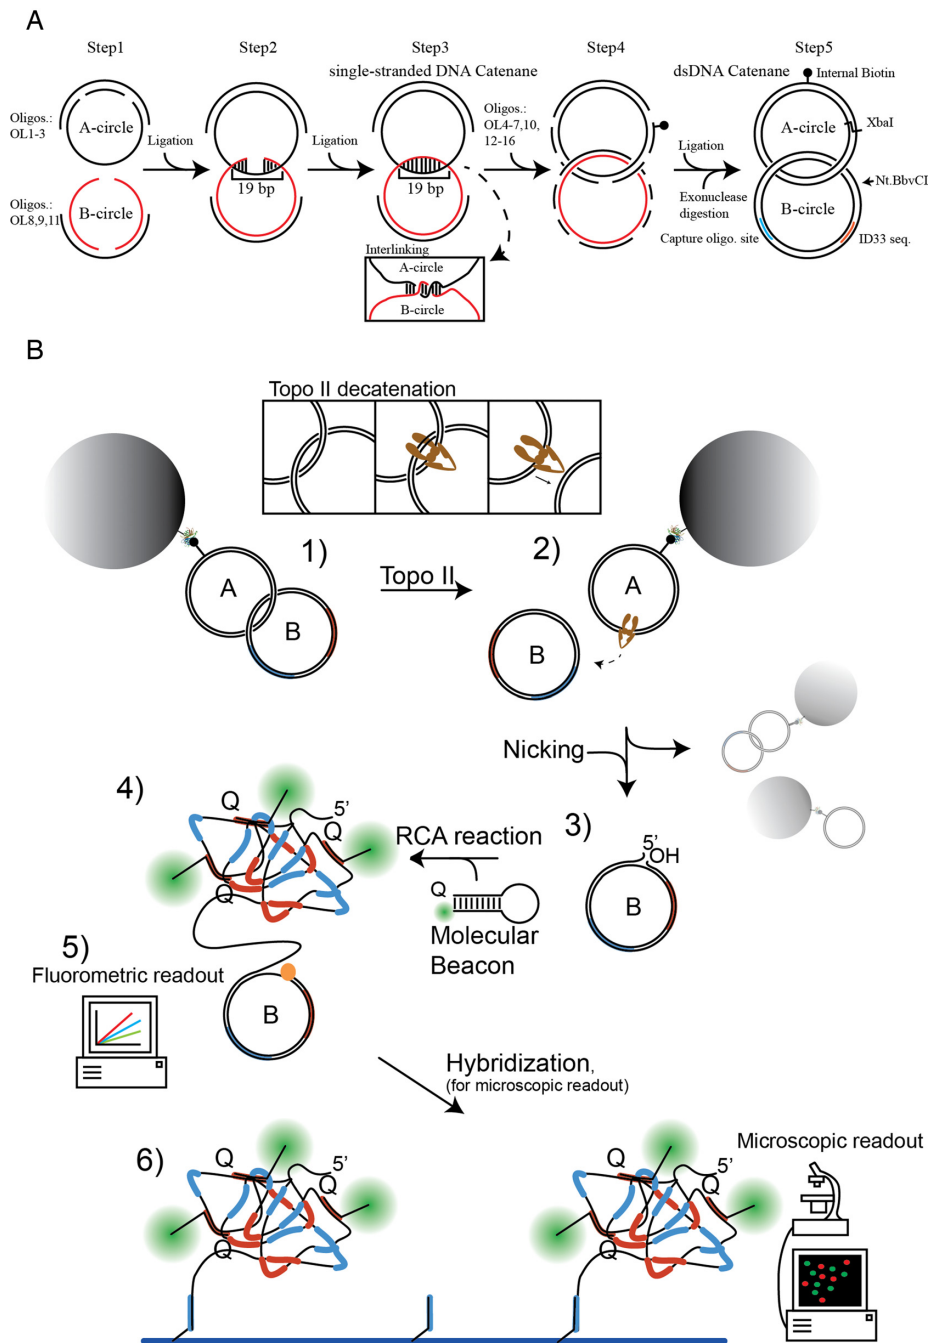 A
Step1
Step2
Step3
Step4
Step5
single-stranded DNA Catenane
dsDNA Catenane
Internal Biotin
Oligos.:
OL1-3
A-circle
Ligation
Ligation
Oligos.:
OL4-7,10,
12-16
Ligation
A-circle
XbaI
19 bp
19 bp
Oligos.:
OL8,9,11
B-circle
Exonuclease
digestion
B-circle
Nt.BbvCI
Capture oligo. site
ID33 seq.
Interlinking
A-circle
B-circle
B
Topo II decatenation
1)
2)
A
B
Topo II
A
B
Nicking
4)
Q
5’
Q
Q
RCA reaction
Q
Molecular
Beacon
3)
5’
OH
B
5)
Fluorometric readout
B
Hybridization,
(for microscopic readout)
6)
Q
5’
Q
Q
Q
5’
Q
Q
Microscopic readout